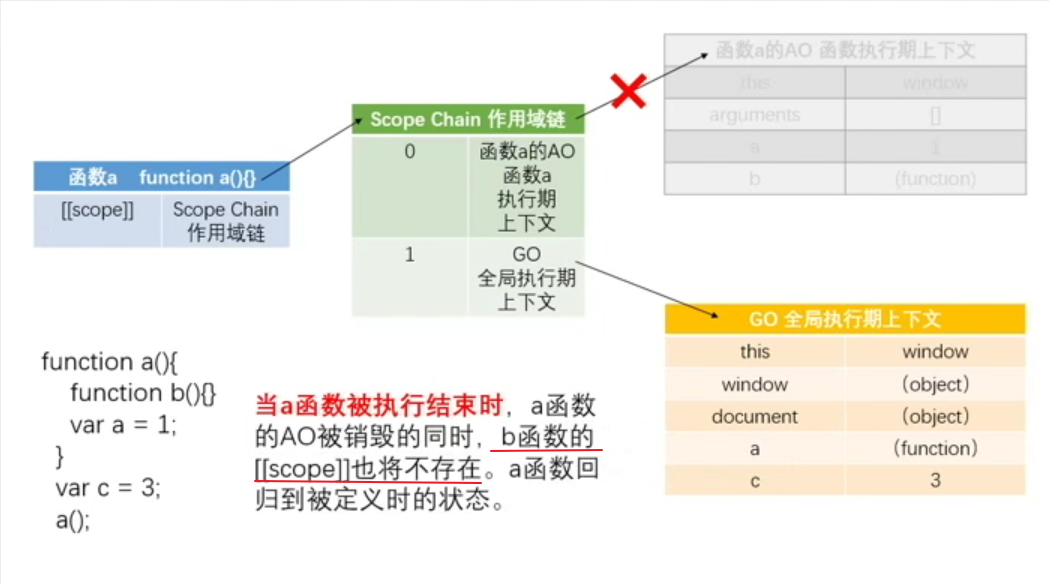 函数a的AO 函数执行期上下文
this window
arguments []
a 1
b (function)
Scope Chain 作用域链
0 函数a的AO
函数a
执行期
上下文
1 GO
全局执行期
上下文
函数a function a(){}
[[scope]] Scope Chain
作用域链
GO 全局执行期上下文
this window
window (object)
document (object)
a (function)
c 3
function a(){
function b(){}
var a = 1;
}
var c = 3;
a();
当a函数被执行结束时，a函数
的AO被销毁的同时，b函数的
[[scope]]也将不存在。a函数回
归到被定义时的状态。